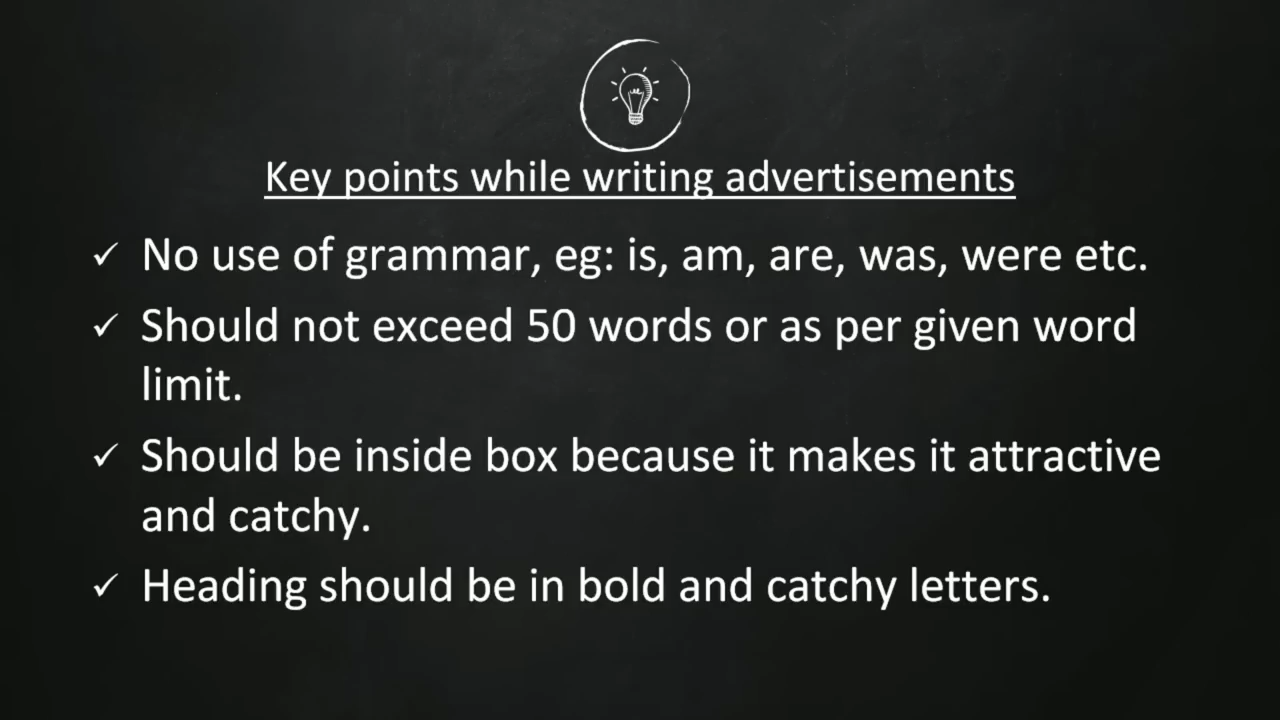 Key points while writing advertisements
✓ No use of grammar, eg: is, am, are, was, were etc.
✓ Should not exceed 50 words or as per given word
limit.
✓ Should be inside box because it makes it attractive
and catchy.
✓ Heading should be in bold and catchy letters.